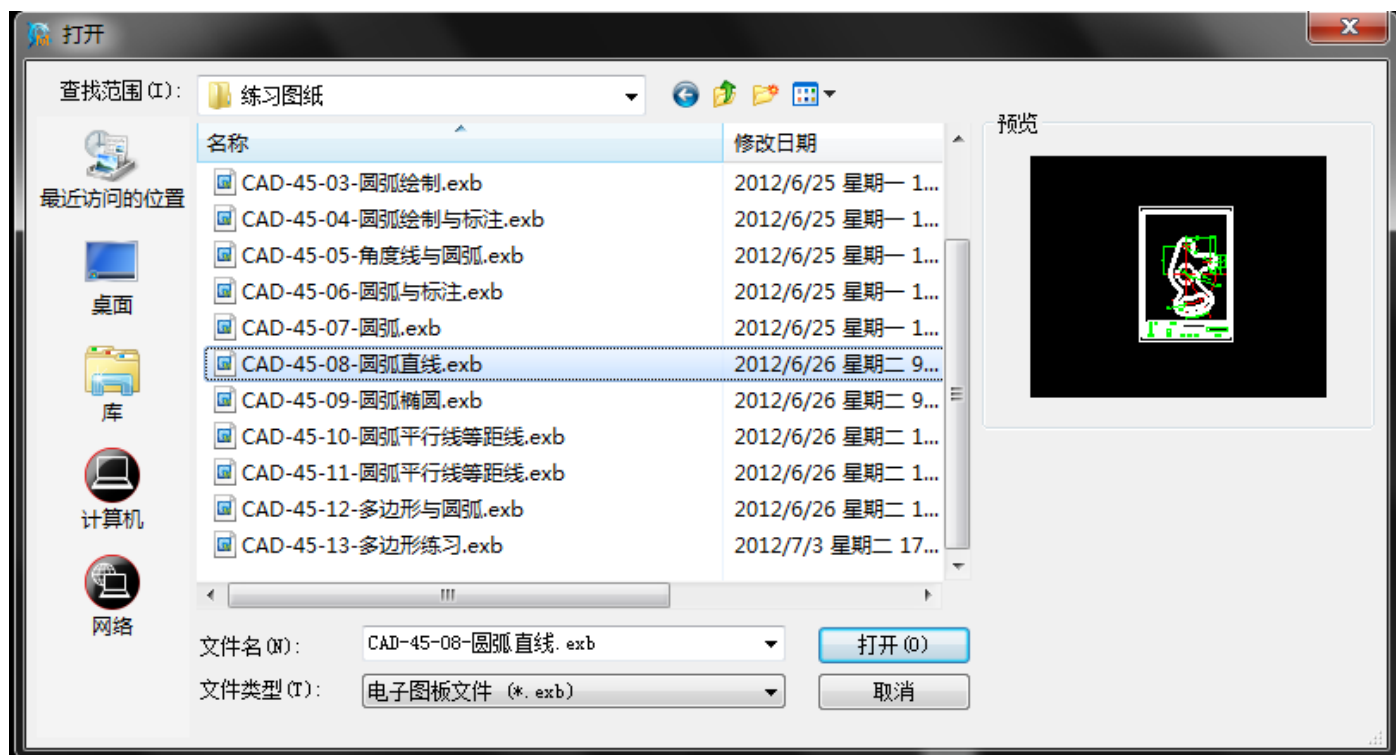 打开
查找范围(I):
练习图纸
最近访问的位置
桌面
库
计算机
网络
名称 修改日期
CAD-45-03-圆弧绘制.exb 2012/6/25 星期一 1...
CAD-45-04-圆弧绘制与标注.exb 2012/6/25 星期一 1...
CAD-45-05-角度线与圆弧.exb 2012/6/25 星期一 1...
CAD-45-06-圆弧与标注.exb 2012/6/25 星期一 1...
CAD-45-07-圆弧.exb 2012/6/25 星期一 1...
CAD-45-08-圆弧直线.exb 2012/6/26 星期二 9...
CAD-45-09-圆弧椭圆.exb 2012/6/26 星期二 9...
CAD-45-10-圆弧平行线等距线.exb 2012/6/26 星期二 1...
CAD-45-11-圆弧平行线等距线.exb 2012/6/26 星期二 1...
CAD-45-12-多边形与圆弧.exb 2012/6/26 星期二 1...
CAD-45-13-多边形练习.exb 2012/7/3 星期二 17...
文件名(N): CAD-45-08-圆弧直线.exb 打开(O)
文件类型(T): 电子图板文件 (*.exb) 取消
预览